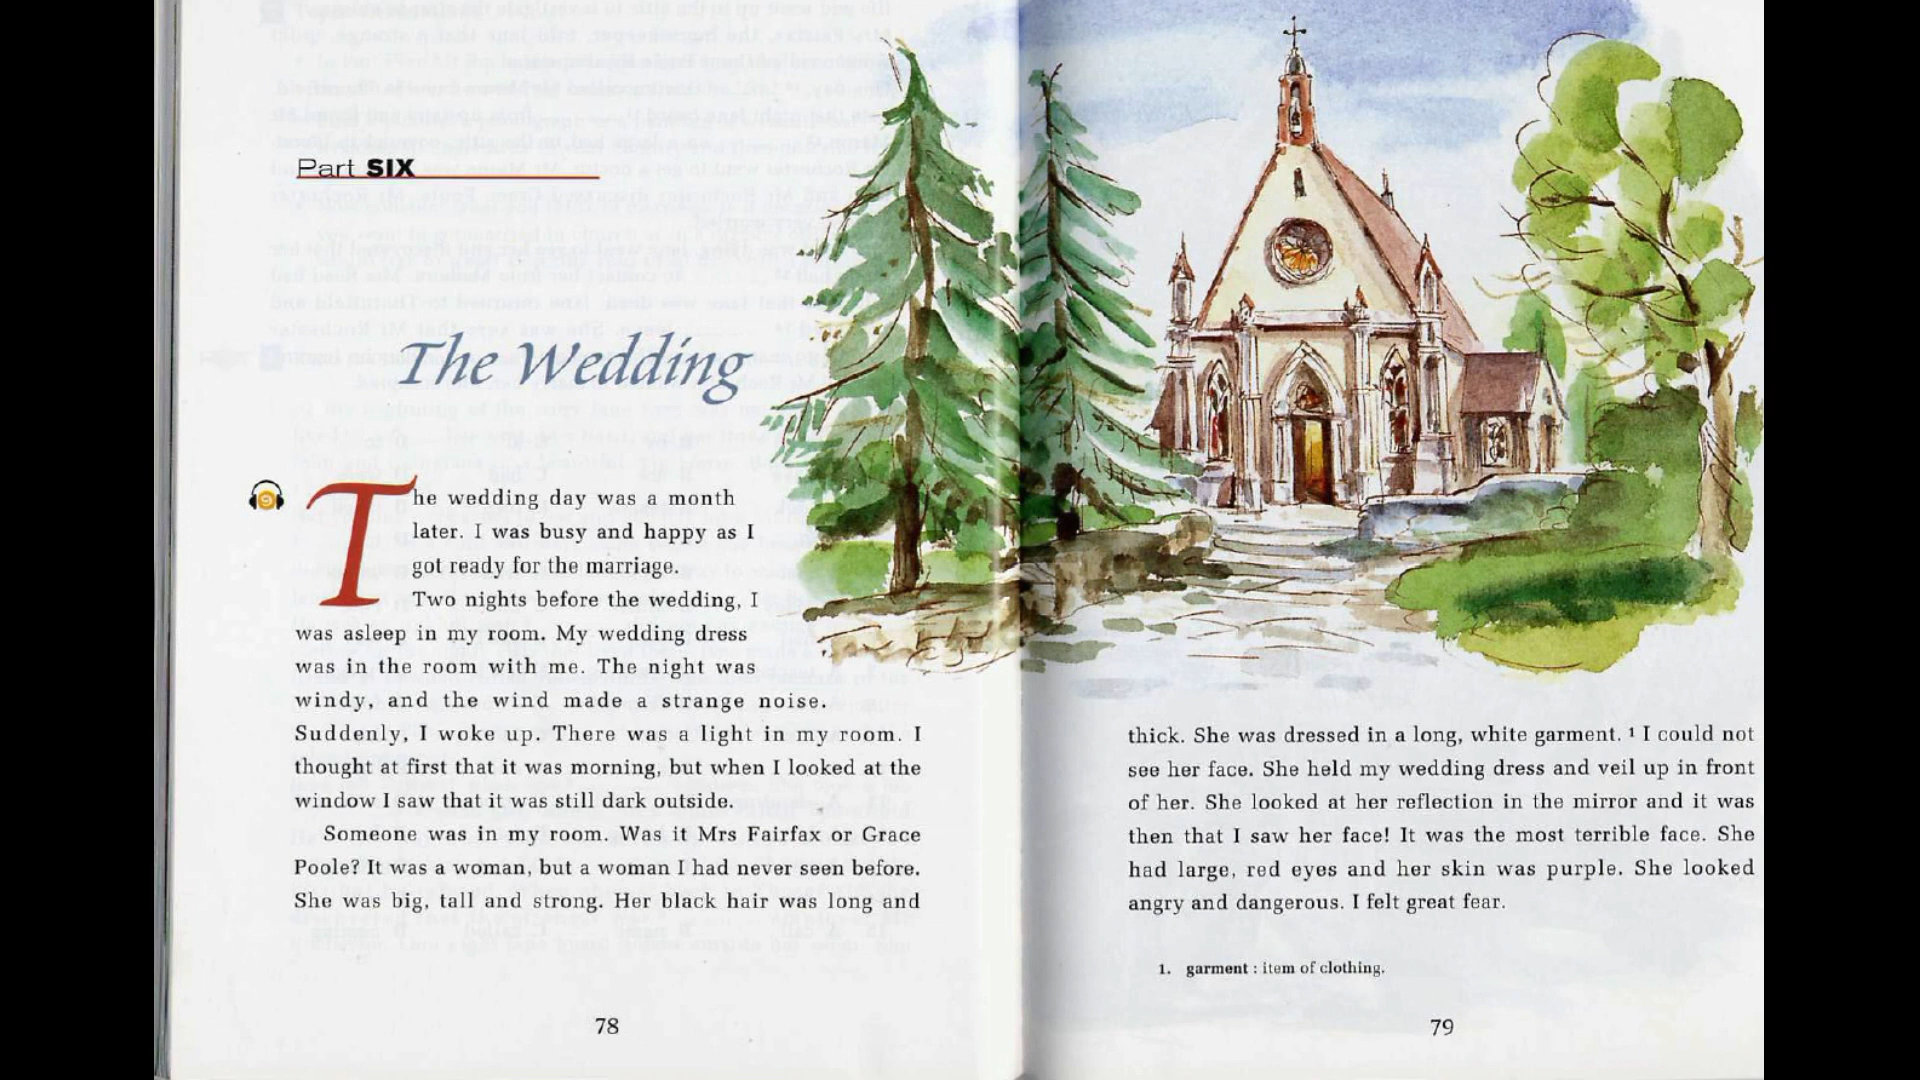 Part SIX
The Wedding
The wedding day was a month
later. I was busy and happy as I
got ready for the marriage.
Two nights before the wedding, I
was asleep in my room. My wedding dress
was in the room with me. The night was
windy, and the wind made a strange noise.
Suddenly, I woke up. There was a light in my room. I
thought at first that it was morning, but when I looked at the
window I saw that it was still dark outside.
Someone was in my room. Was it Mrs Fairfax or Grace
Poole? It was a woman, but a woman I had never seen before.
She was big, tall and strong. Her black hair was long and
78
thick. She was dressed in a long, white garment. 1 I could not
see her face. She held my wedding dress and veil up in front
of her. She looked at her reflection in the mirror and it was
then that I saw her face! It was the most terrible face. She
had large, red eyes and her skin was purple. She looked
angry and dangerous. I felt great fear.
1. garment : item of clothing.
79